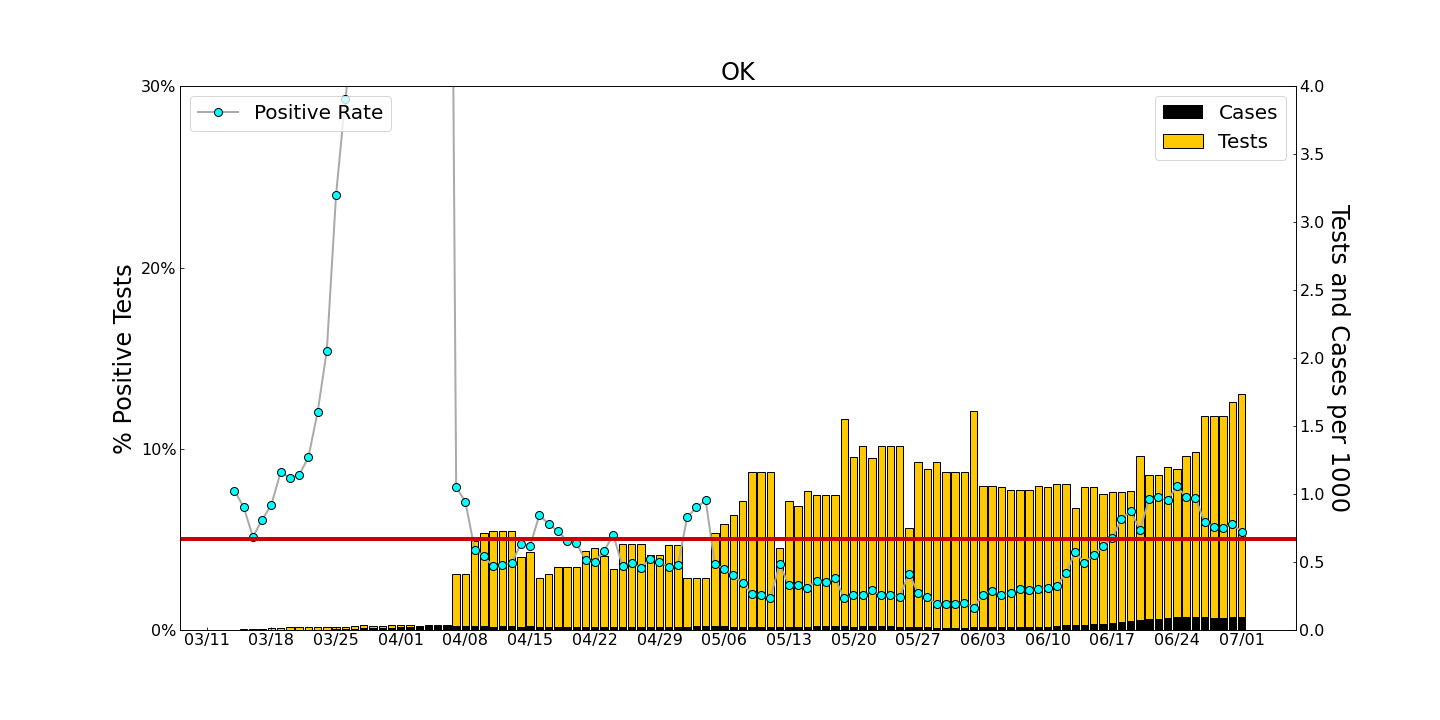 OK
30%
20%
10%
0%
% Positive Tests
Positive Rate
Cases
Tests
4.0
3.5
3.0
2.5
2.0
1.5
1.0
0.5
0.0
Tests and Cases per 1000
03/11 03/18 03/25 04/01 04/08 04/15 04/22 04/29 05/06 05/13 05/20 05/27 06/03 06/10 06/17 06/24 07/01